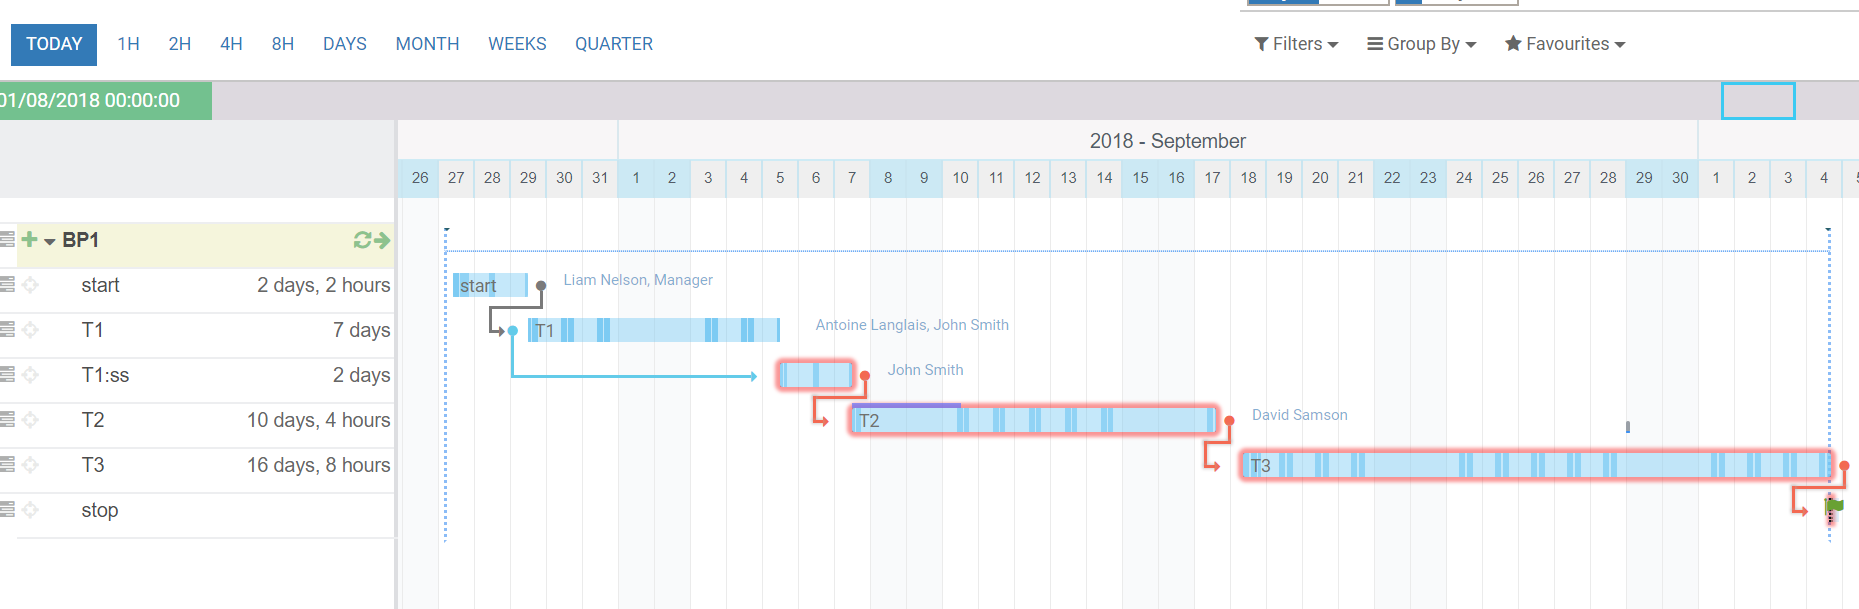 TODAY 1H 2H 4H 8H DAYS MONTH WEEKS QUARTER Filters Group By Favourites
01/08/2018 00:00:00
2018 - September
26 27 28 29 30 31 1 2 3 4 5 6 7 8 9 10 11 12 13 14 15 16 17 18 19 20 21 22 23 24 25 26 27 28 29 30 1 2 3 4
BP1
start 2 days, 2 hours start Liam Nelson, Manager
T1 7 days T1 Antoine Langlais, John Smith
T1:ss 2 days John Smith
T2 10 days, 4 hours T2 David Samson
T3 16 days, 8 hours T3
stop